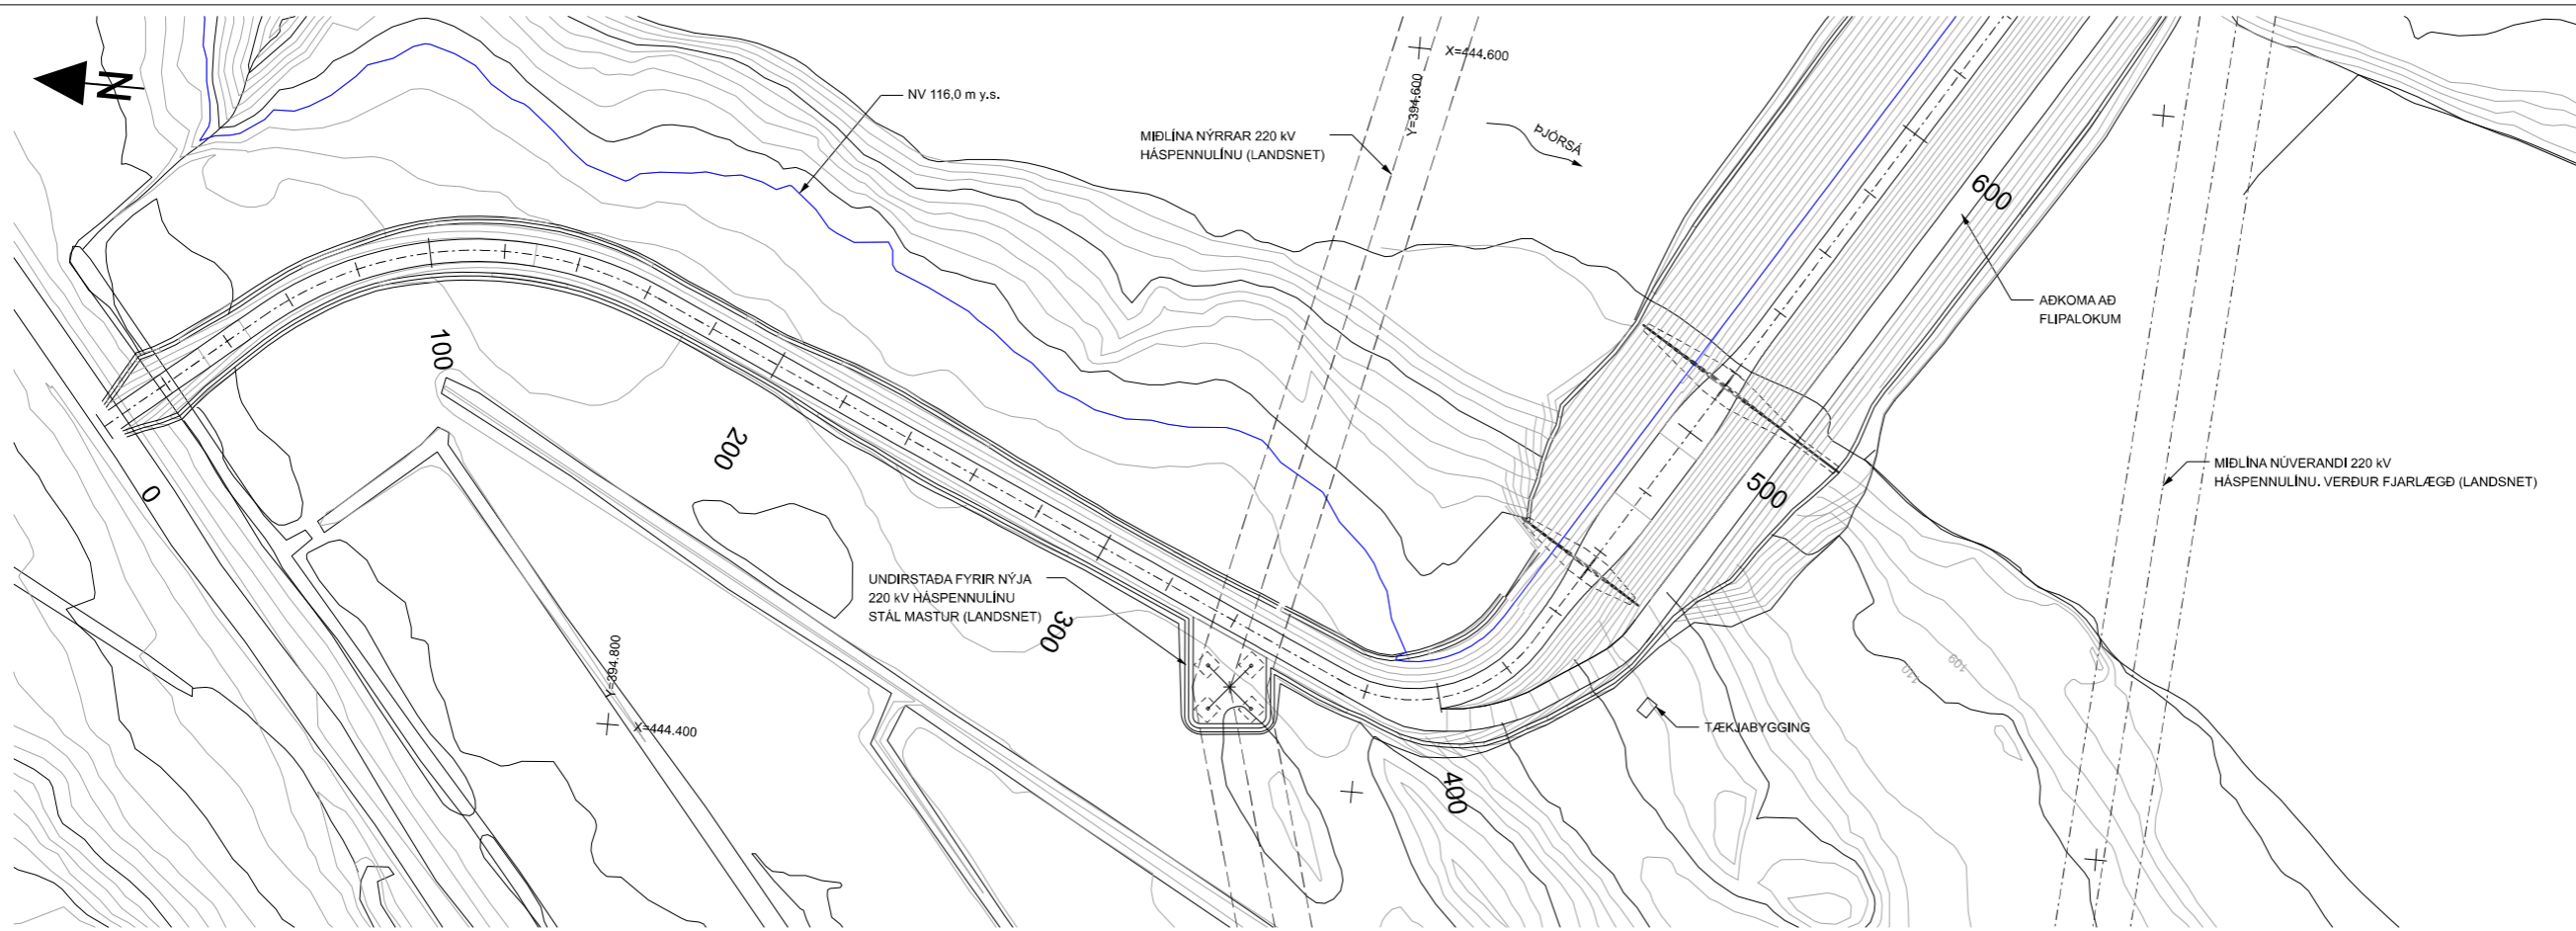 N
NV 116,0 m y.s.
X=444.600
Y=394.600
MIÐLÍNA NÝRRAR 220 kV
HÁSPENNULÍNU (LANDSNET)
ÞJÓRSÁ
600
AÐKOMA AÐ
FLIPALOKUM
100
200
0
500
MIÐLÍNA NÚVERANDI 220 kV
HÁSPENNULÍNU. VERÐUR FJARLÆGÐ (LANDSNET)
UNDIRSTAÐA FYRIR NÝJA
220 kV HÁSPENNULÍNU
STÁL MASTUR (LANDSNET)
300
Y=394.800
X=444.400
109
110
TÆKJABYGGING
400